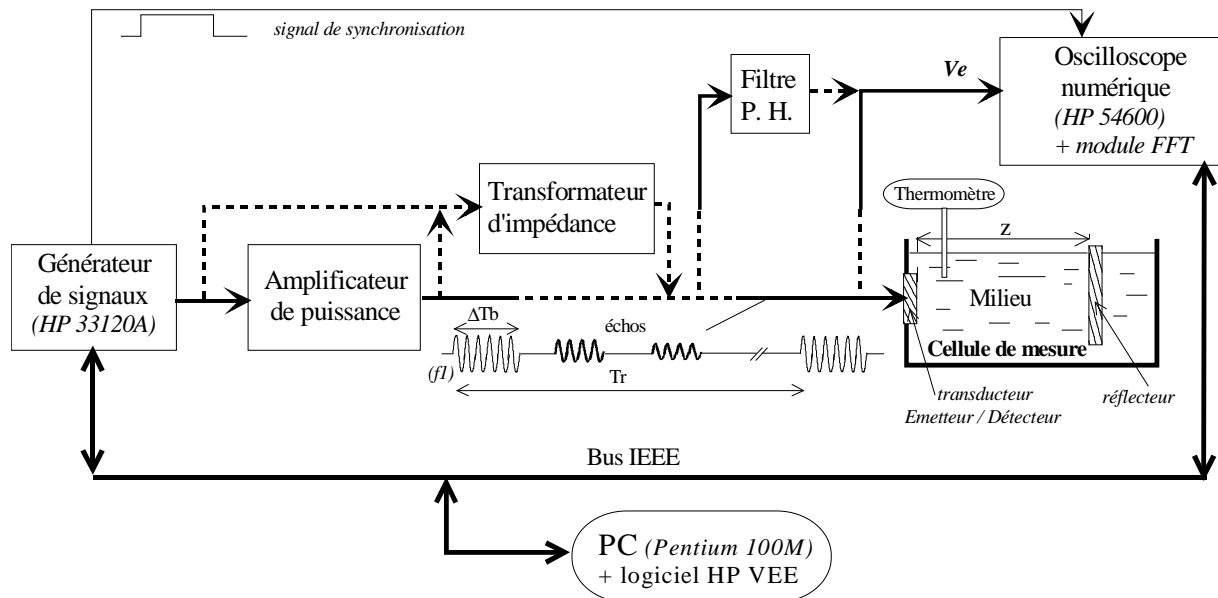 signal de synchronisation
Oscilloscope
numérique
(HP 54600)
+ module FFT
Ve
Filtre
P. H.
Transformateur
d'impédance
Thermomètre
z
Générateur
de signaux
(HP 33120A)
Amplificateur
de puissance
Milieu
Cellule de mesure
ΔTb
échos
(f1)
Tr
transducteur
Emetteur / Détecteur
réflecteur
Bus IEEE
PC (Pentium 100M)
+ logiciel HP VEE